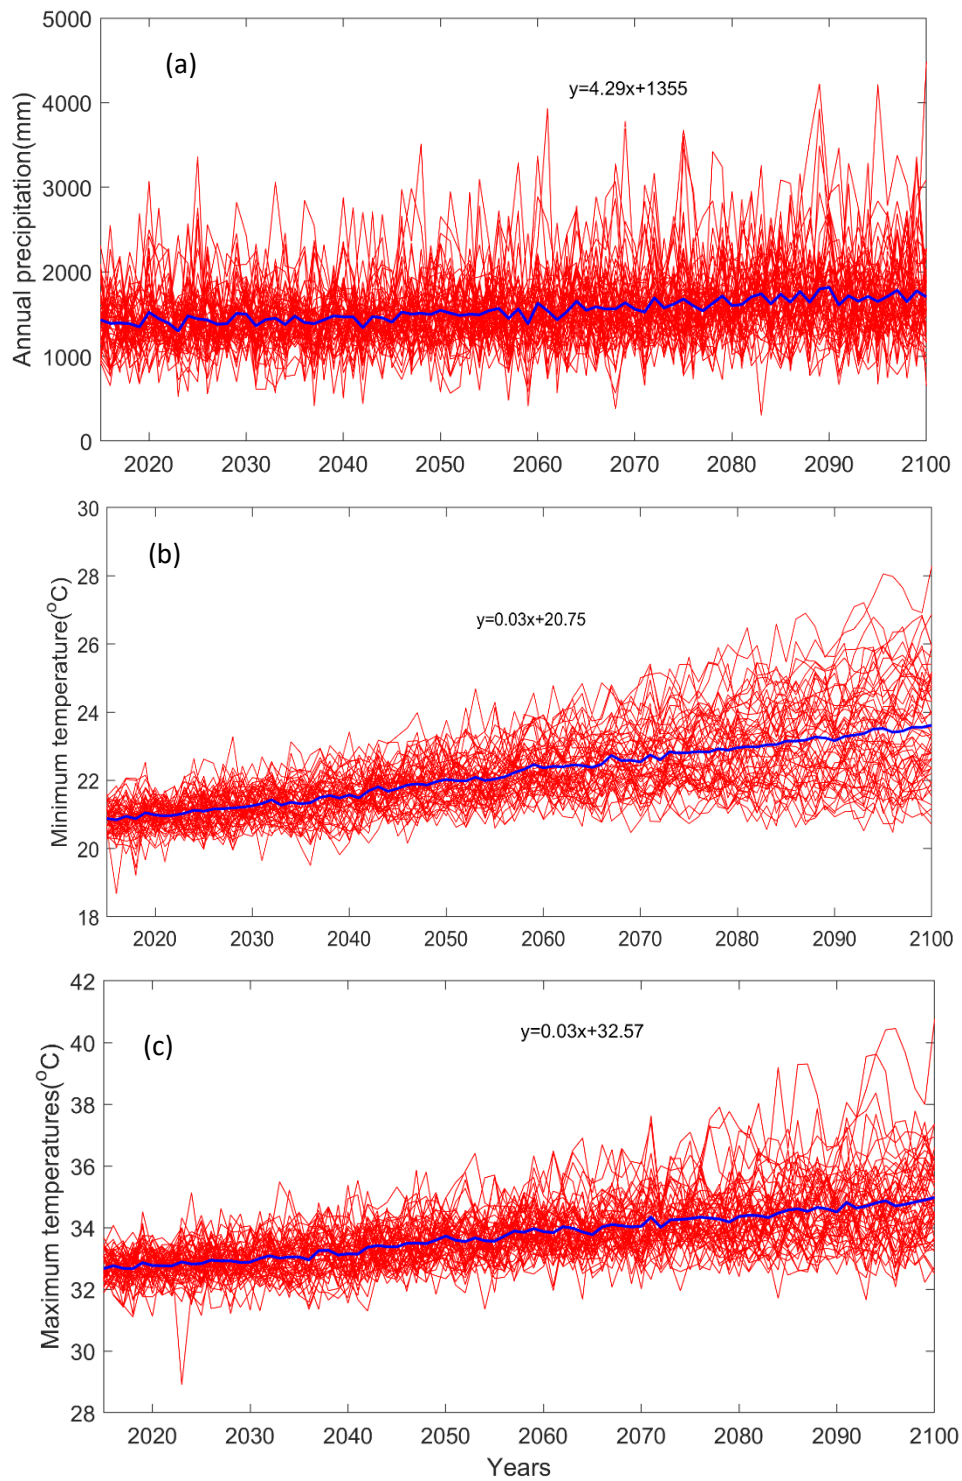 (a)
y=4.29x+1355
Annual precipitation(mm)
5000
4000
3000
2000
1000
0
2020 2030 2040 2050 2060 2070 2080 2090 2100
(b)
y=0.03x+20.75
Minimum temperature(°C)
30
28
26
24
22
20
18
2020 2030 2040 2050 2060 2070 2080 2090 2100
(c)
y=0.03x+32.57
Maximum temperatures(°C)
42
40
38
36
34
32
30
28
2020 2030 2040 2050 2060 2070 2080 2090 2100
Years